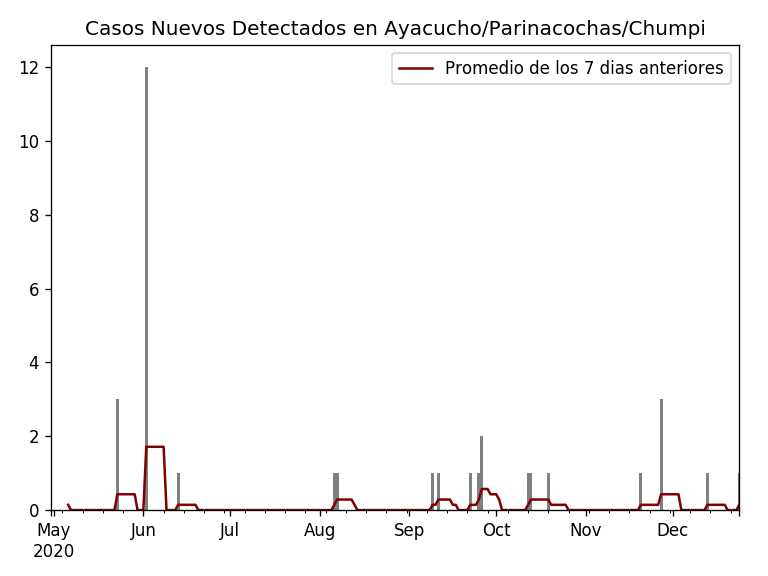 Casos Nuevos Detectados en Ayacucho/Parinacochas/Chumpi
Promedio de los 7 dias anteriores
12
10
8
6
4
2
0
May Jun Jul Aug Sep Oct Nov Dec
2020